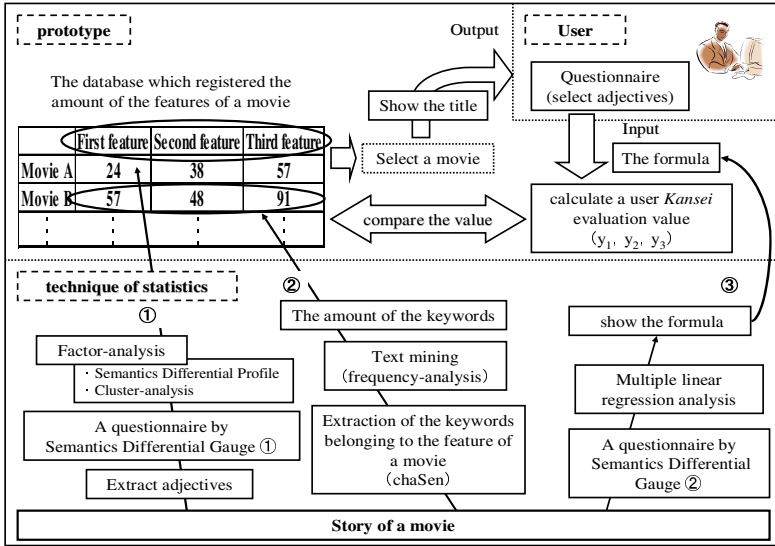 prototype
Output
User
The database which registered the
amount of the features of a movie
Show the title
Questionnaire
(select adjectives)
Input
First feature Second feature Third feature
Movie A 24 38 57
Movie B 57 48 91
Select a movie
The formula
compare the value
calculate a user Kansei
evaluation value
(y1, y2, y3)
technique of statistics
①
②
③
The amount of the keywords
show the formula
Factor-analysis
・ Semantics Differential Profile
・ Cluster-analysis
Text mining
(frequency-analysis)
Multiple linear
regression analysis
A questionnaire by
Semantics Differential Gauge ①
Extraction of the keywords
belonging to the feature of
a movie
(chaSen)
A questionnaire by
Semantics Differential
Gauge ②
Extract adjectives
Story of a movie